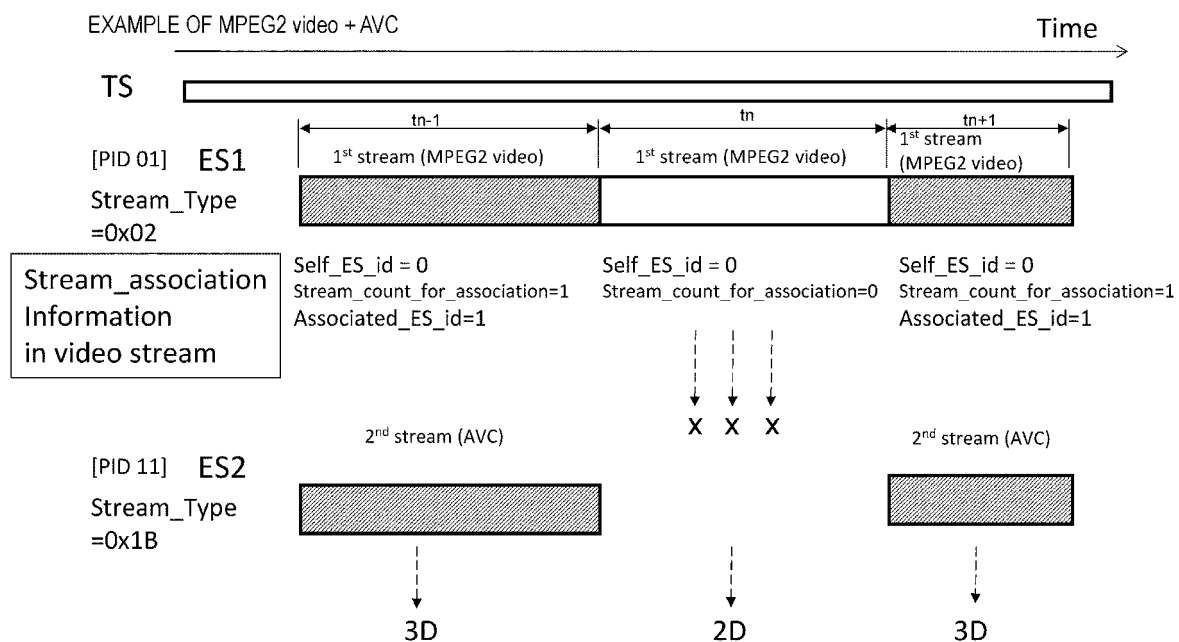 EXAMPLE OF MPEG2 video + AVC
Time
TS
tn-1
tn
tn+1
[PID 01] ES1
1st stream (MPEG2 video)
1st stream (MPEG2 video)
1st stream
(MPEG2 video)
Stream_Type
=0x02
Stream_association
Information
in video stream
Self_ES_id = 0
Stream_count_for_association=1
Associated_ES_id=1
Self_ES_id = 0
Stream_count_for_association=0
Self_ES_id = 0
Stream_count_for_association=1
Associated_ES_id=1
X X X
2nd stream (AVC)
2nd stream (AVC)
[PID 11] ES2
Stream_Type
=0x1B
3D
2D
3D